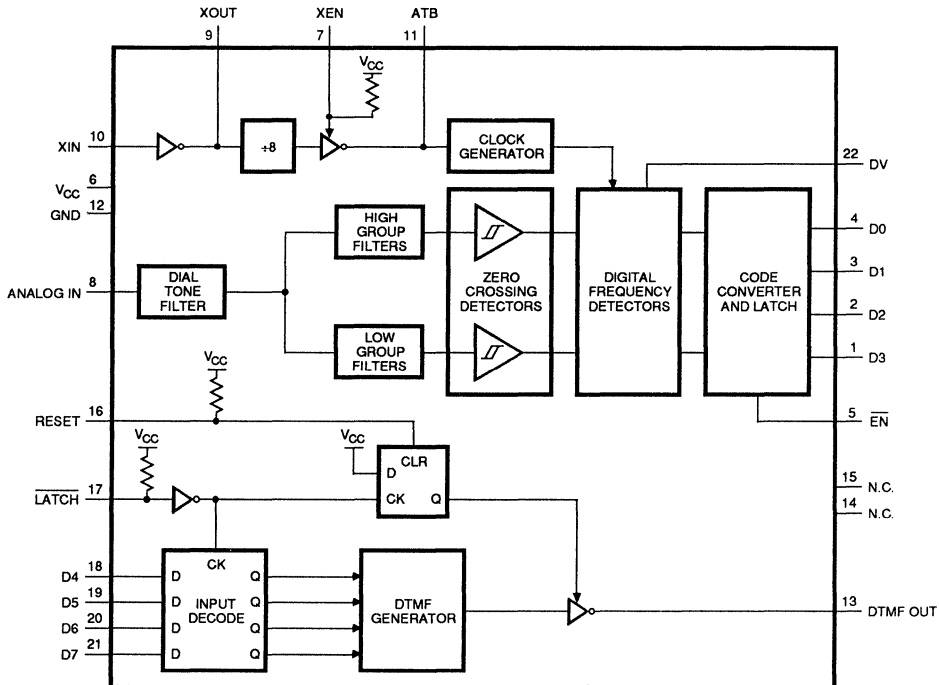 XOUT
XEN
ATB
9
7
11
VCC
10
XIN
÷8
CLOCK
GENERATOR
22
DV
6
VCC
12
GND
HIGH
GROUP
FILTERS
4
D0
8
ANALOG IN
DIAL
TONE
FILTER
ZERO
CROSSING
DETECTORS
DIGITAL
FREQUENCY
DETECTORS
CODE
CONVERTER
AND LATCH
3
D1
2
D2
LOW
GROUP
FILTERS
1
D3
VCC
16
RESET
5
EN
VCC
VCC
CLR
D
CK
Q
17
LATCH
15
N.C.
14
N.C.
CK
18
D4
D
Q
19
D5
D
Q
INPUT
DECODE
20
D6
D
Q
21
D7
D
Q
DTMF
GENERATOR
13
DTMF OUT